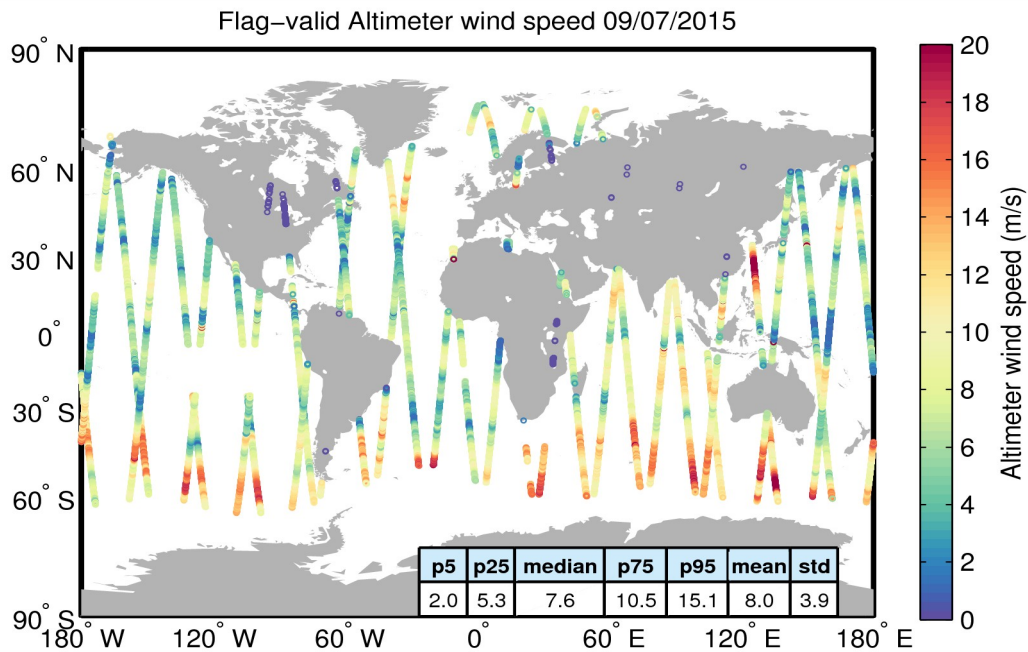 Flag-valid Altimeter wind speed 09/07/2015
90° N
60° N
30° N
0°
30° S
60° S
90° S
180° W
120° W
60° W
0°
60° E
120° E
180° E
p5 p25 median p75 p95 mean std
2.0 5.3 7.6 10.5 15.1 8.0 3.9
20
18
16
14
12
10
8
6
4
2
0
Altimeter wind speed (m/s)